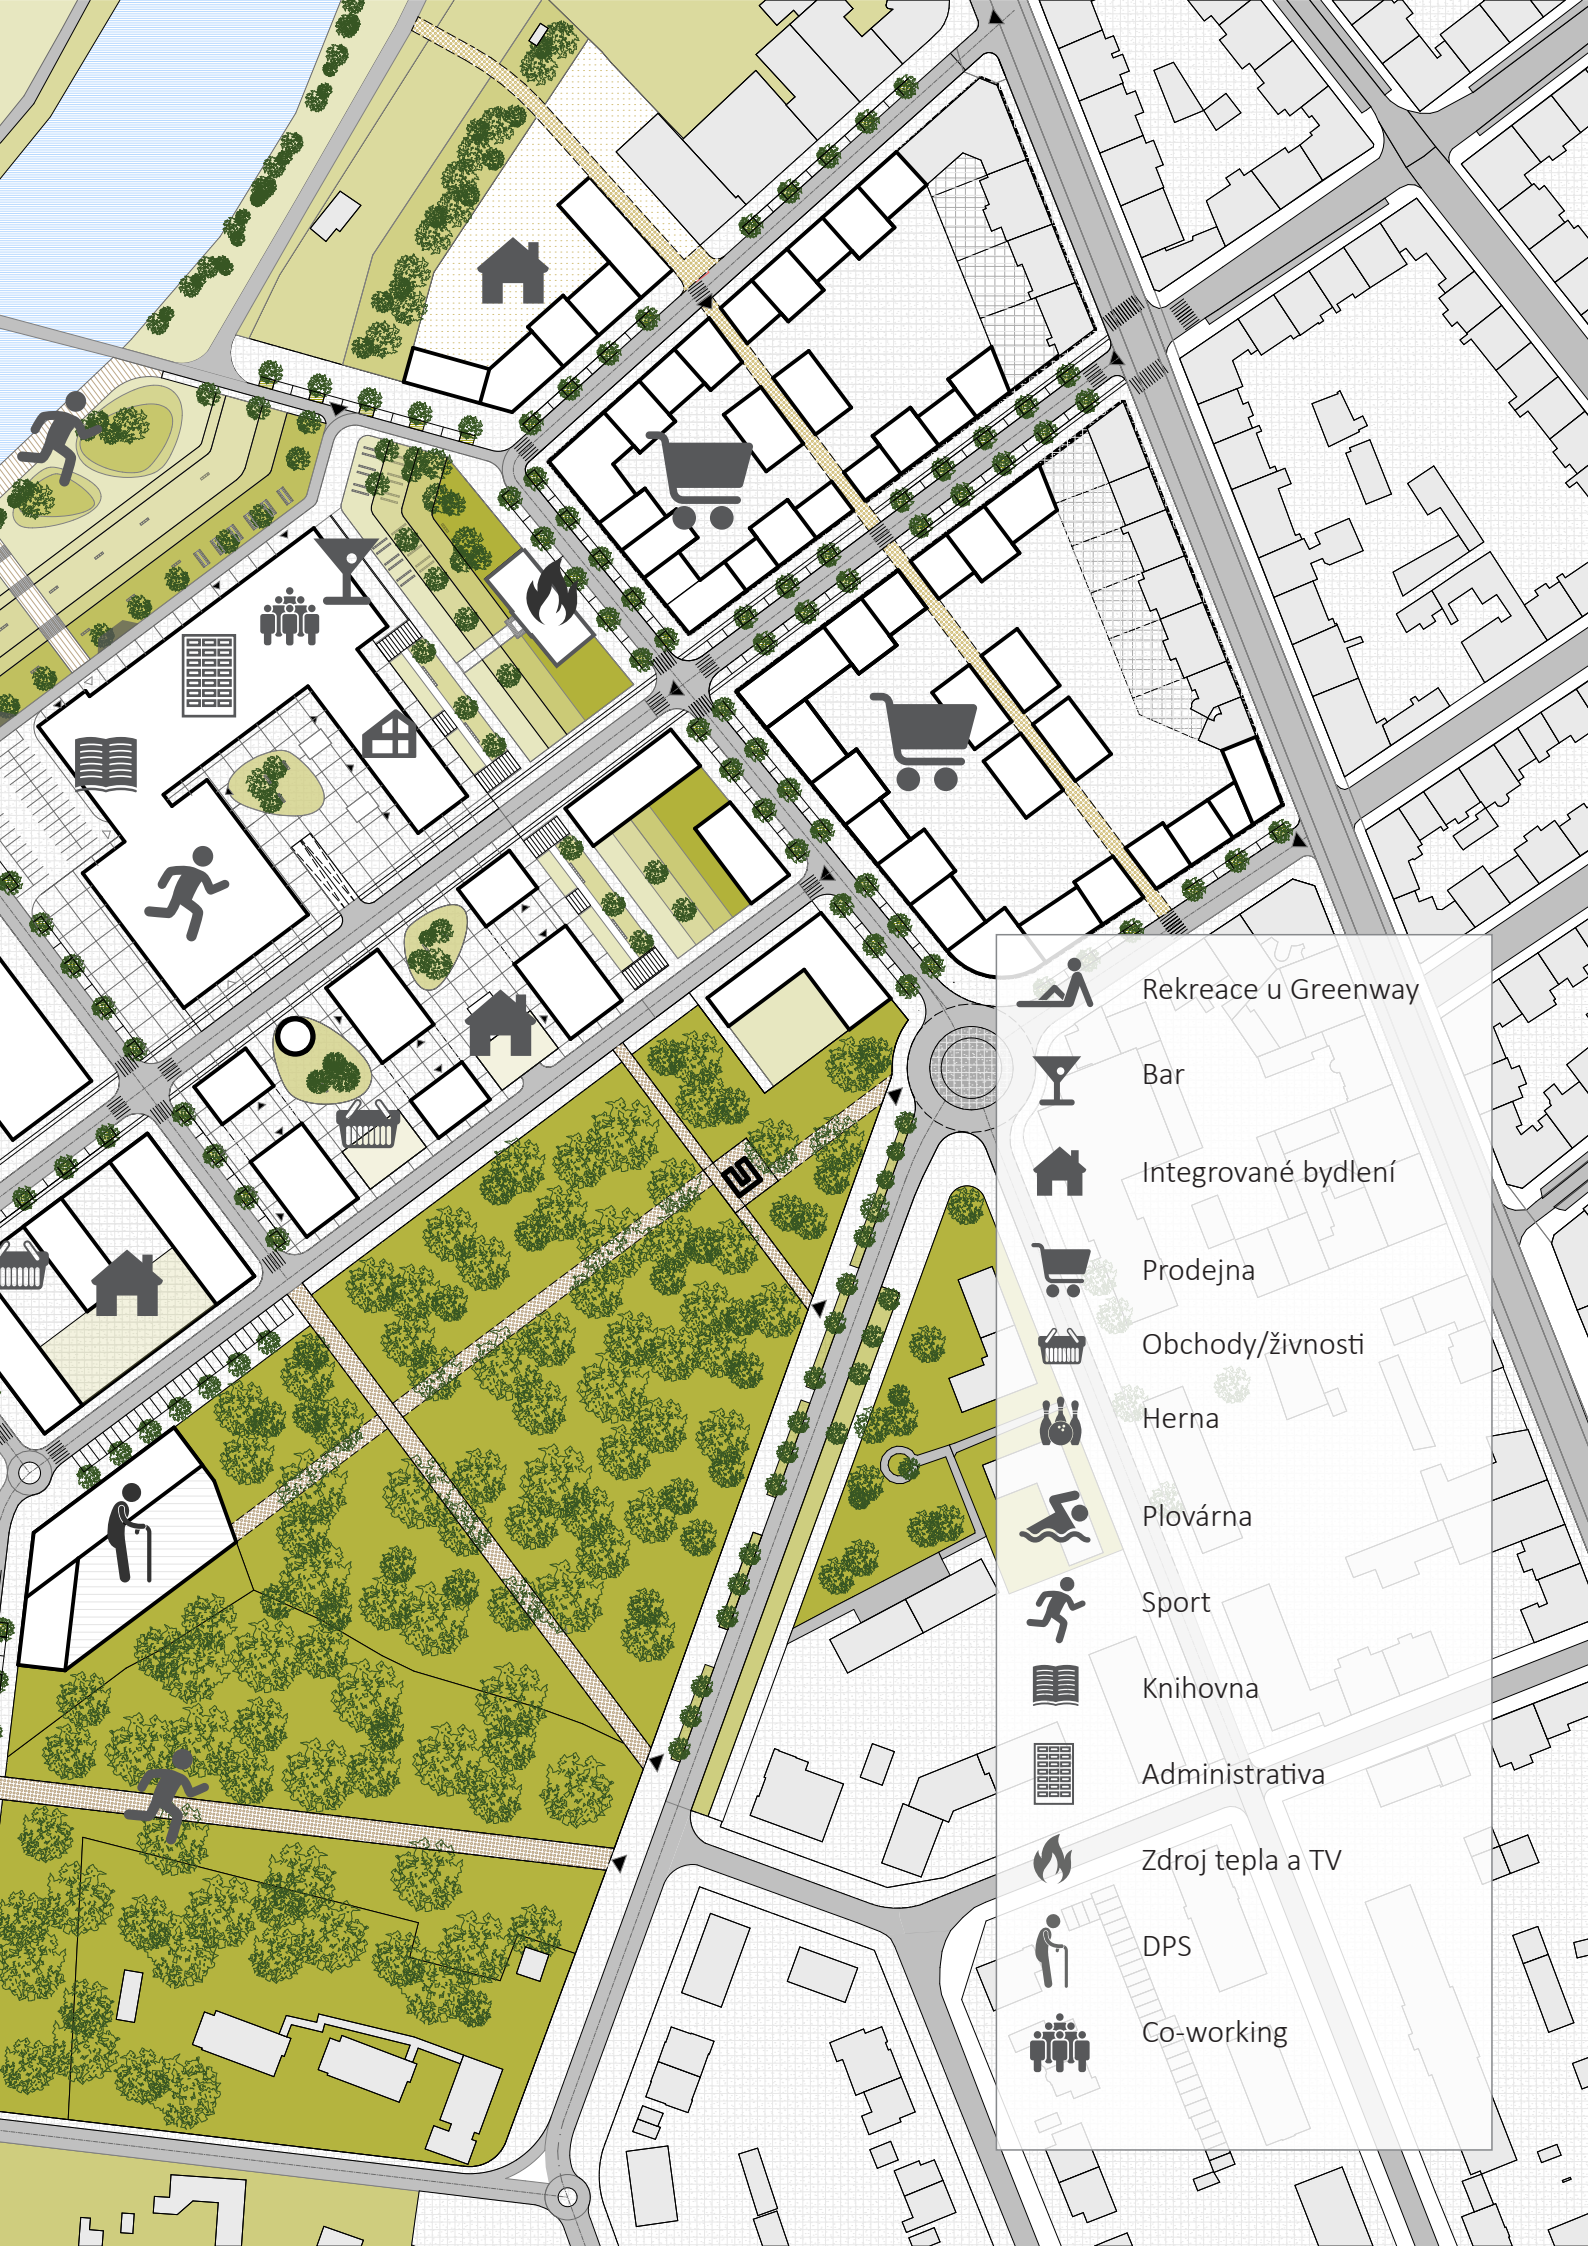 Rekreace u Greenway
Bar
Integrované bydlení
Prodejna
Obchody/živnosti
Herna
Plovárna
Sport
Knihovna
Administrativa
Zdroj tepla a TV
DPS
Co-working